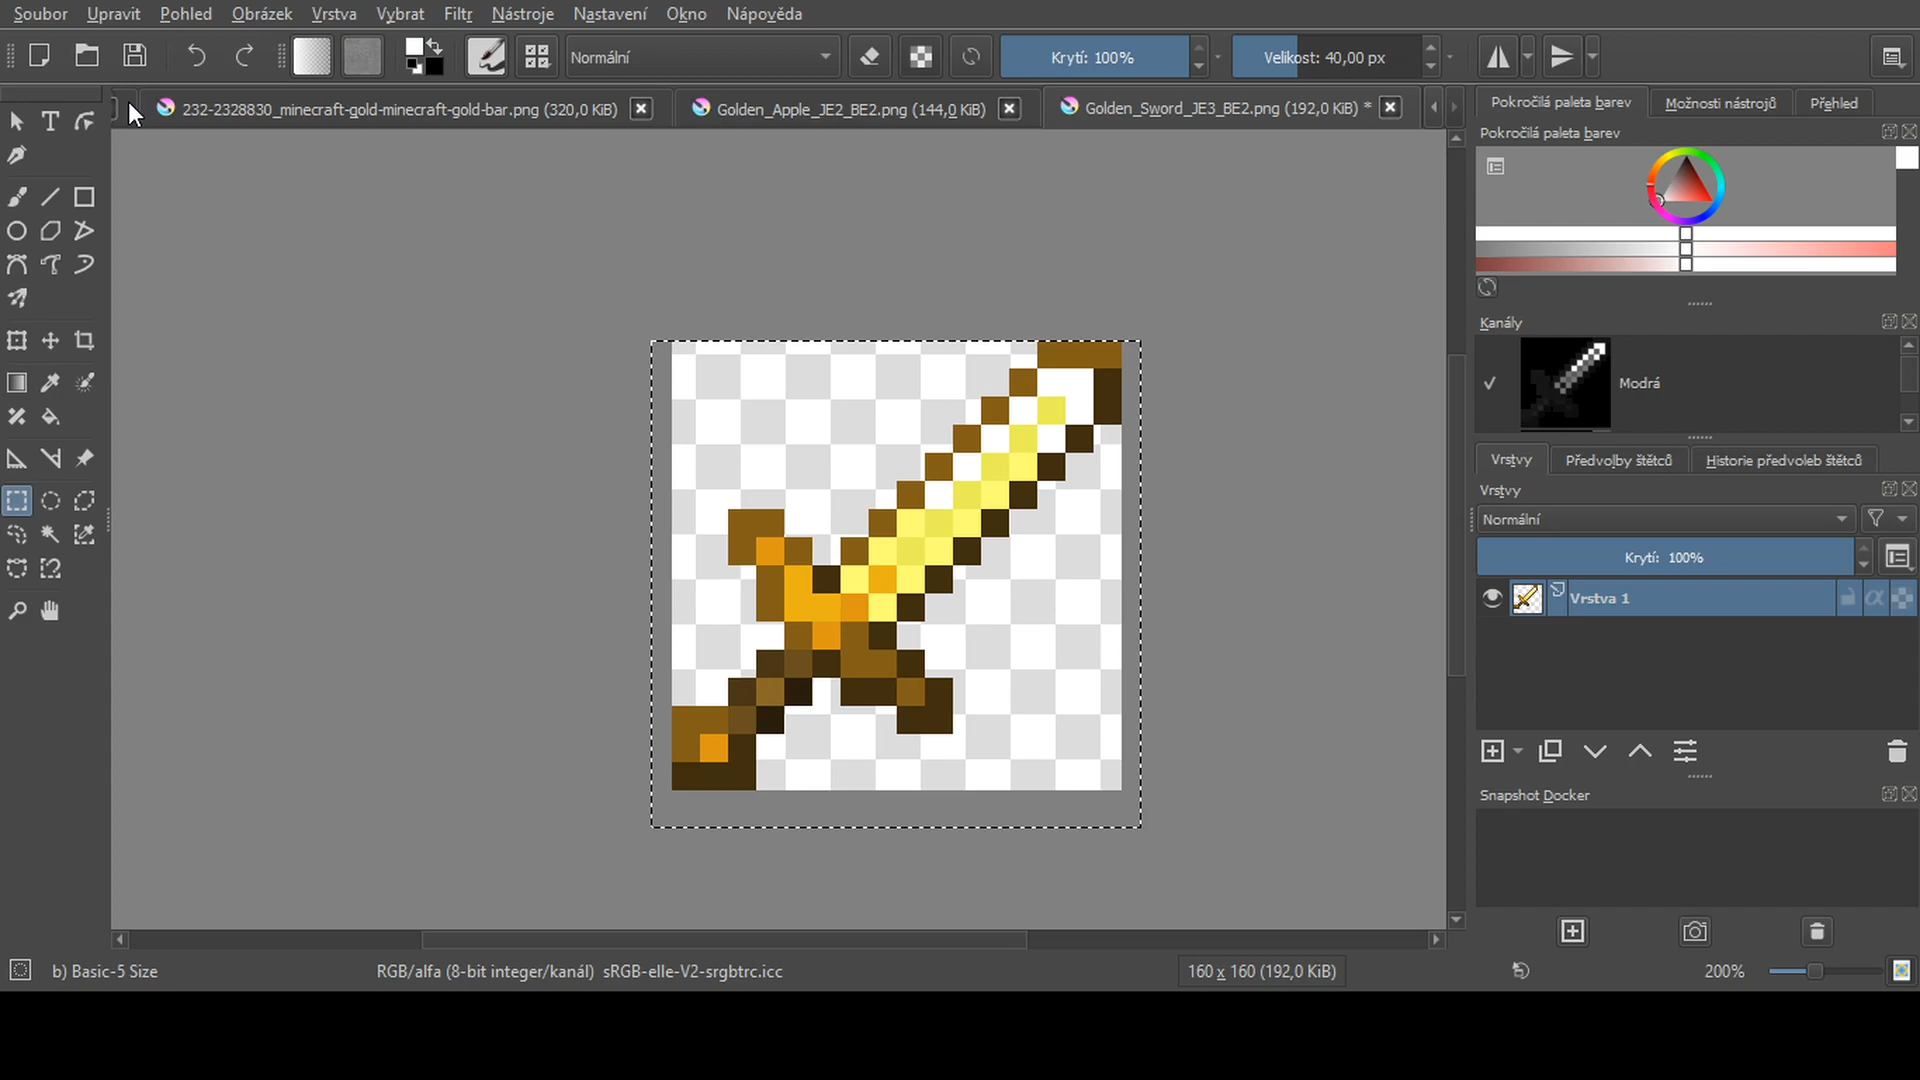 Soubor Upravit Pohled Obrázek Vrstva Vybrat Filtr Nástroje Nastavení Okno Nápověda
Normální
Krytí: 100%
Velikost: 40,00 px
232-2328830_minecraft-gold-minecraft-gold-bar.png (320,0 KiB)
Golden_Apple_JE2_BE2.png (144,0 KiB)
Golden_Sword_JE3_BE2.png (192,0 KiB) *
Pokročilá paleta barev
Možnosti nástrojů
Přehled
Pokročilá paleta barev
Kanály
Modrá
Vrstvy
Předvolby štětců
Historie předvoleb štětců
Vrstvy
Normální
Krytí: 100%
Vrstva 1
Snapshot Docker
b) Basic-5 Size
RGB/alfa (8-bit integer/kanál) sRGB-elle-V2-srgbtrc.icc
160 x 160 (192,0 KiB)
200%